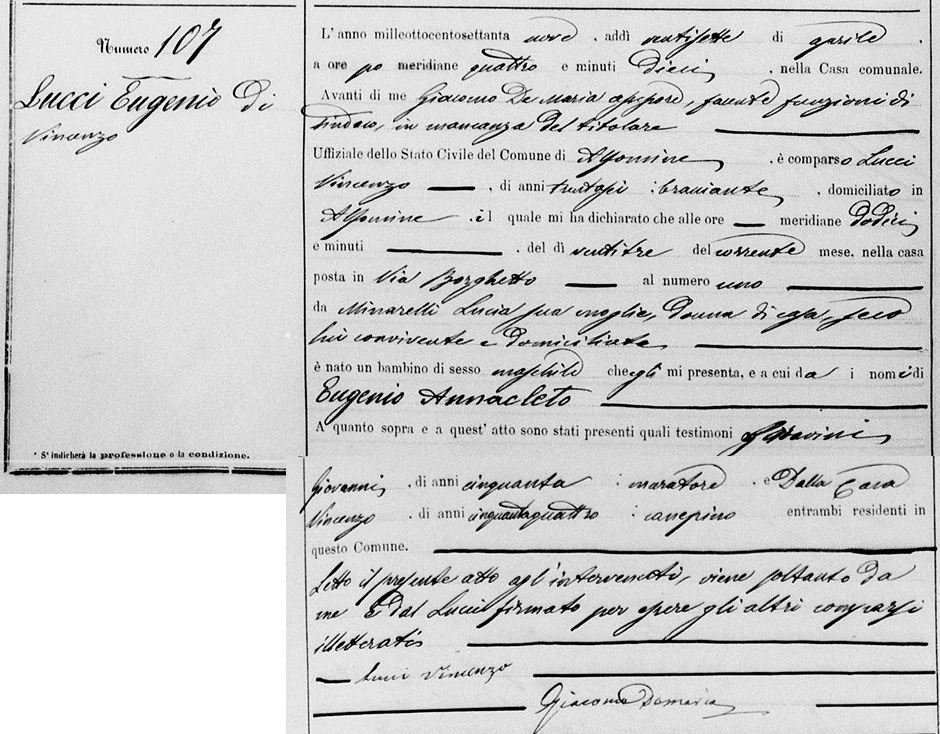 Numero 107
Lucci Eugenio di
Vincenzo
* S'indicherà la professione o la condizione.
L'anno milleottocentosettanta nove, addì ventisette di aprile,
a ore po meridiane quattro e minuti dieci, nella Casa comunale.
Avanti di me Giacomo De Maria assessore, facente funzioni di
Sindaco, in mancanza del titolare
Uffiziale dello Stato Civile del Comune di Alfonsine, è comparso Lucci
Vincenzo, di anni trentasei bracciante, domiciliato in
Alfonsine il quale mi ha dichiarato che alle ore meridiane dodici
e minuti, del dì ventitre del corrente mese, nella casa
posta in Via Borghetto al numero uno
da Minarelli Lucia sua moglie, donna di casa, seco
lui convivente e domiciliata
è nato un bambino di sesso maschile che egli mi presenta, e a cui da i nomi di
Eugenio Annacleto
A quanto sopra e a quest'atto sono stati presenti quali testimoni
Giovanni, di anni cinquanta muratore e Dalla Casa
Vincenzo, di anni cinquantaquattro canepino entrambi residenti in
questo Comune.
Letto il presente atto agl'intervenuti, viene soltanto da
me e dal Lucci firmato per essere gli altri comparsi
illetterati
Lucci Vincenzo
Giacomo Demaria